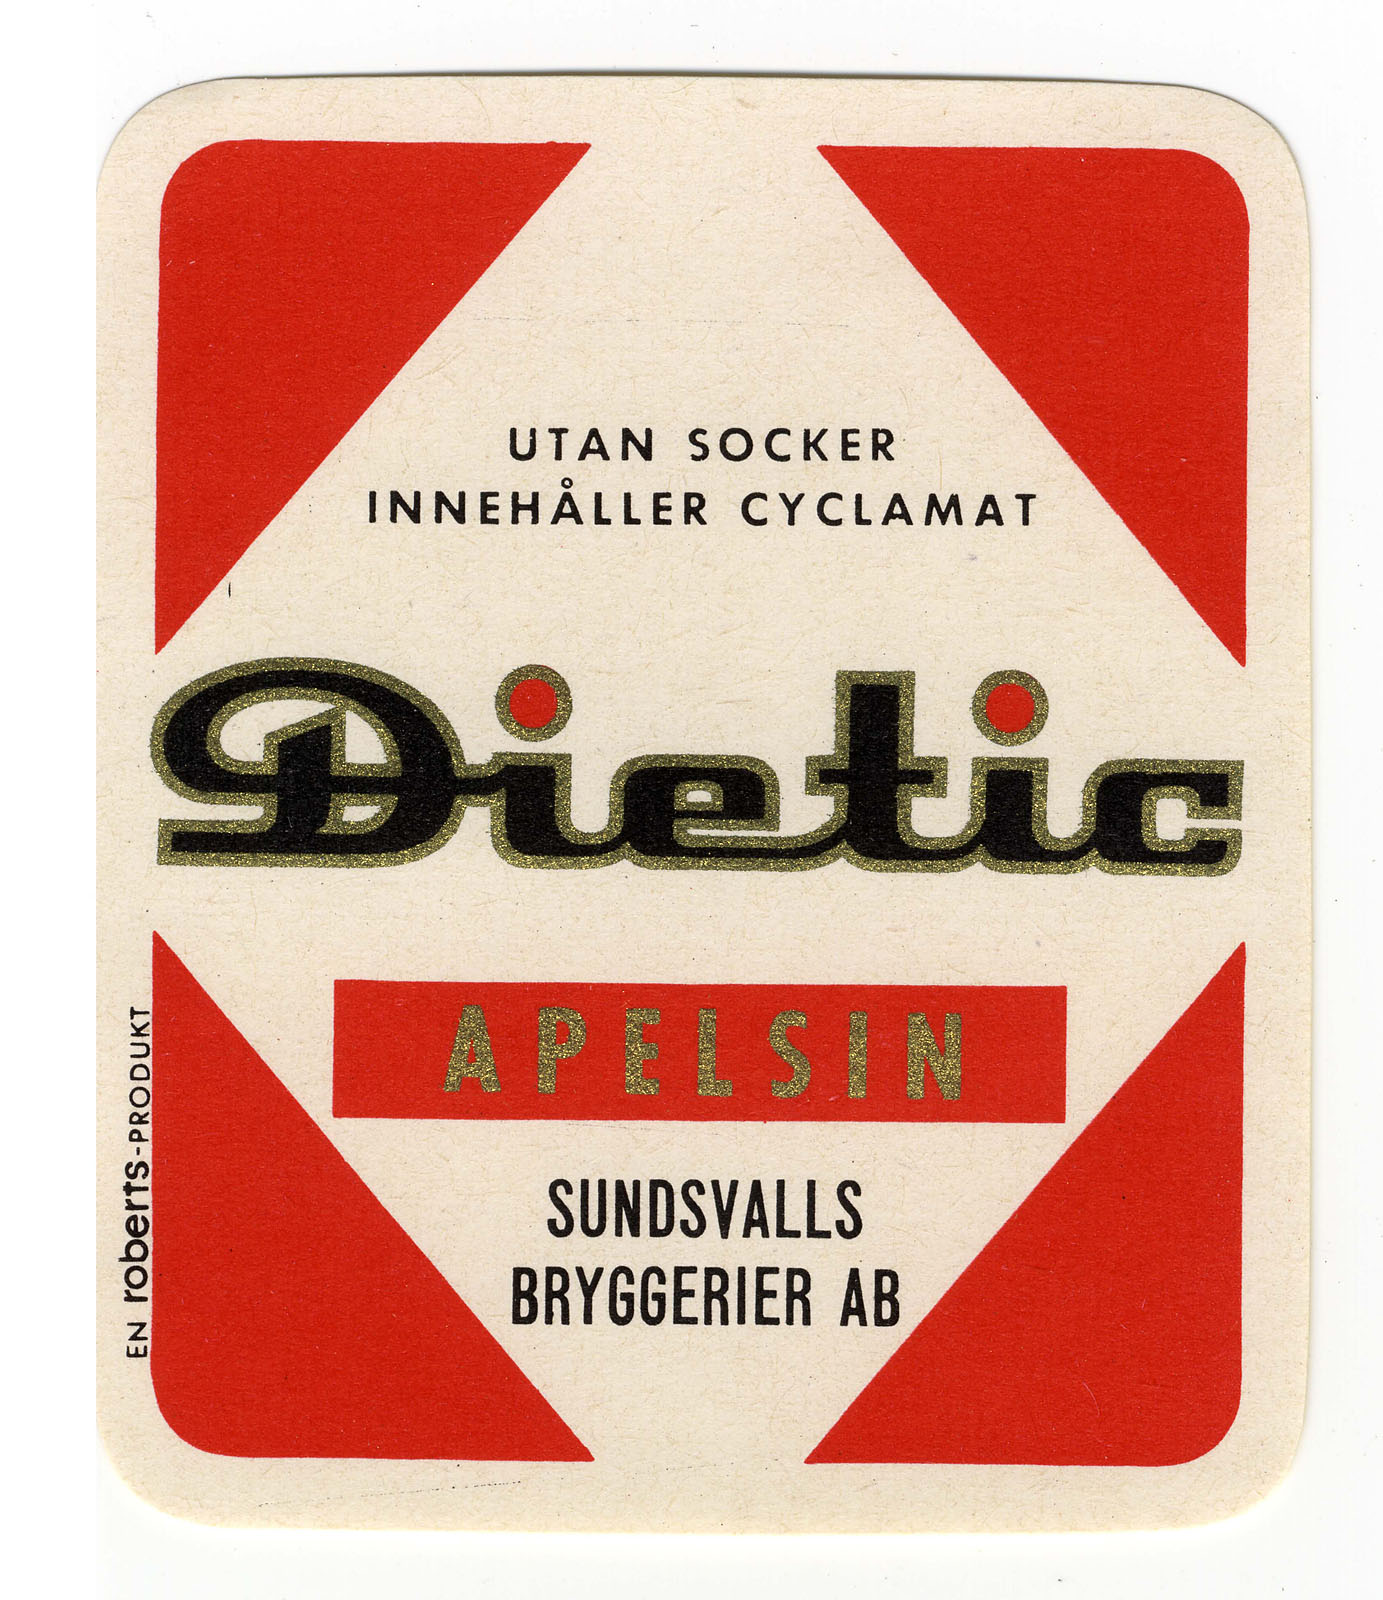 UTAN SOCKER
INNEHÅLLER CYCLAMAT
Dietic
APELSIN
SUNDSVALLS
BRYGGERIER AB
EN roberts-PRODUKT